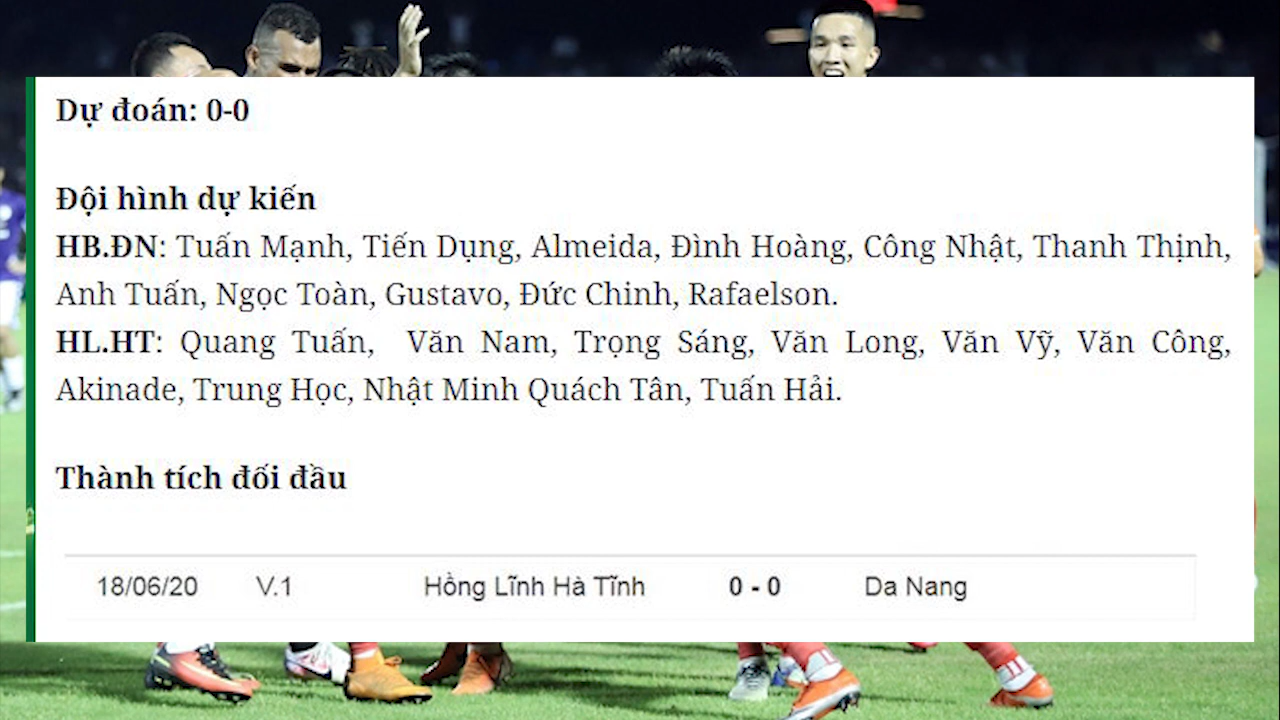 Dự đoán: 0-0
Đội hình dự kiến
HB.ĐN: Tuấn Mạnh, Tiến Dụng, Almeida, Đình Hoàng, Công Nhật, Thanh Thịnh,
Anh Tuấn, Ngọc Toàn, Gustavo, Đức Chinh, Rafaelson.
HL.HT: Quang Tuấn, Văn Nam, Trọng Sáng, Văn Long, Văn Vỹ, Văn Công,
Akinade, Trung Học, Nhật Minh Quách Tân, Tuấn Hải.
Thành tích đối đầu
18/06/20 V.1 Hồng Lĩnh Hà Tĩnh 0 - 0 Da Nang